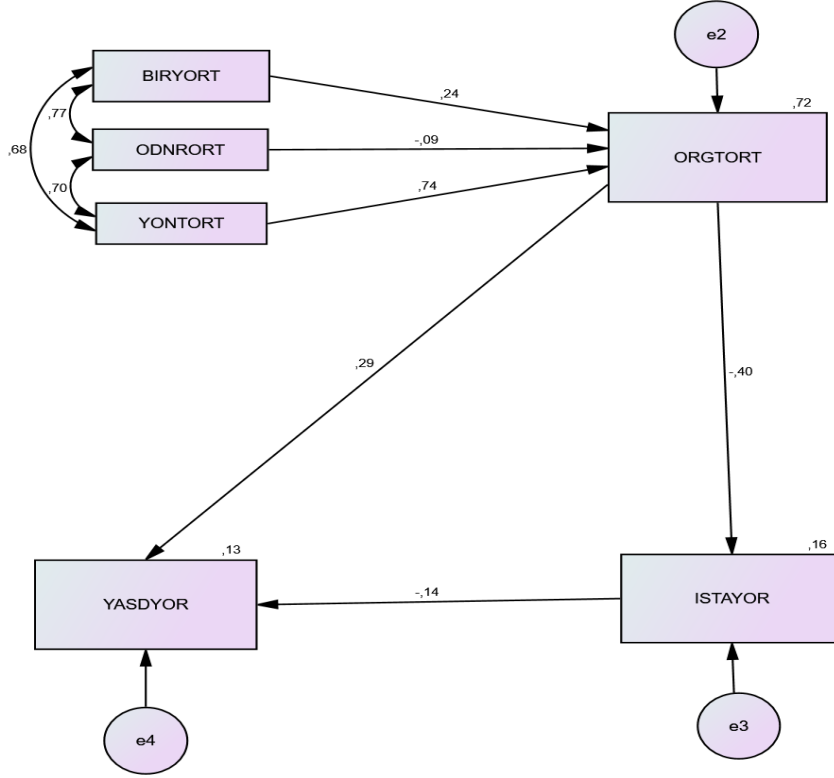 e2
BIRYORT
,24
,72
,77
,68
ODNRORT
-,09
ORGTORT
,70
YONTORT
,74
,29
-,40
,13
,16
YASDYOR
-,14
ISTAYOR
e4
e3